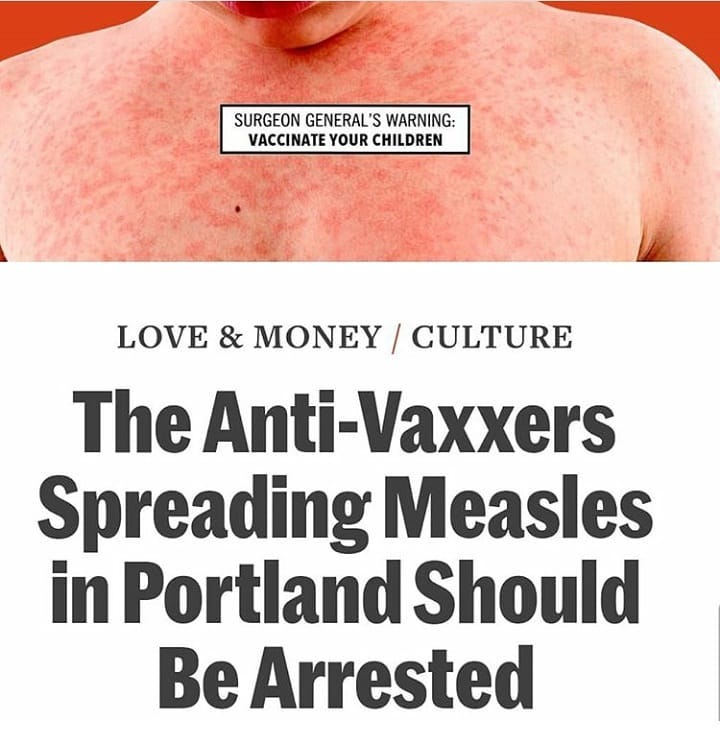 SURGEON GENERAL'S WARNING:
VACCINATE YOUR CHILDREN
LOVE & MONEY / CULTURE
The Anti-Vaxxers
Spreading Measles
in Portland Should
Be Arrested